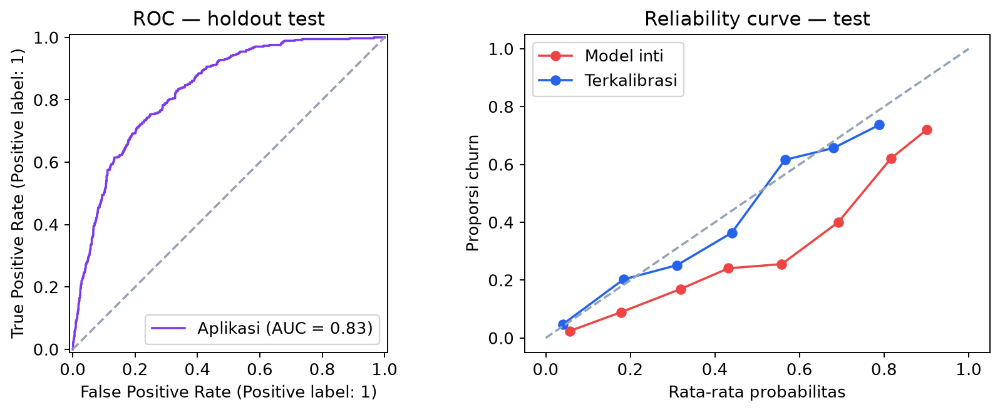 ROC — holdout test
True Positive Rate (Positive label: 1)
1.0
0.8
0.6
0.4
0.2
0.0
Aplikasi (AUC = 0.83)
0.0 0.2 0.4 0.6 0.8 1.0
False Positive Rate (Positive label: 1)
Reliability curve — test
Model inti
Terkalibrasi
Proporsi churn
1.0
0.8
0.6
0.4
0.2
0.0
0.0 0.2 0.4 0.6 0.8 1.0
Rata-rata probabilitas